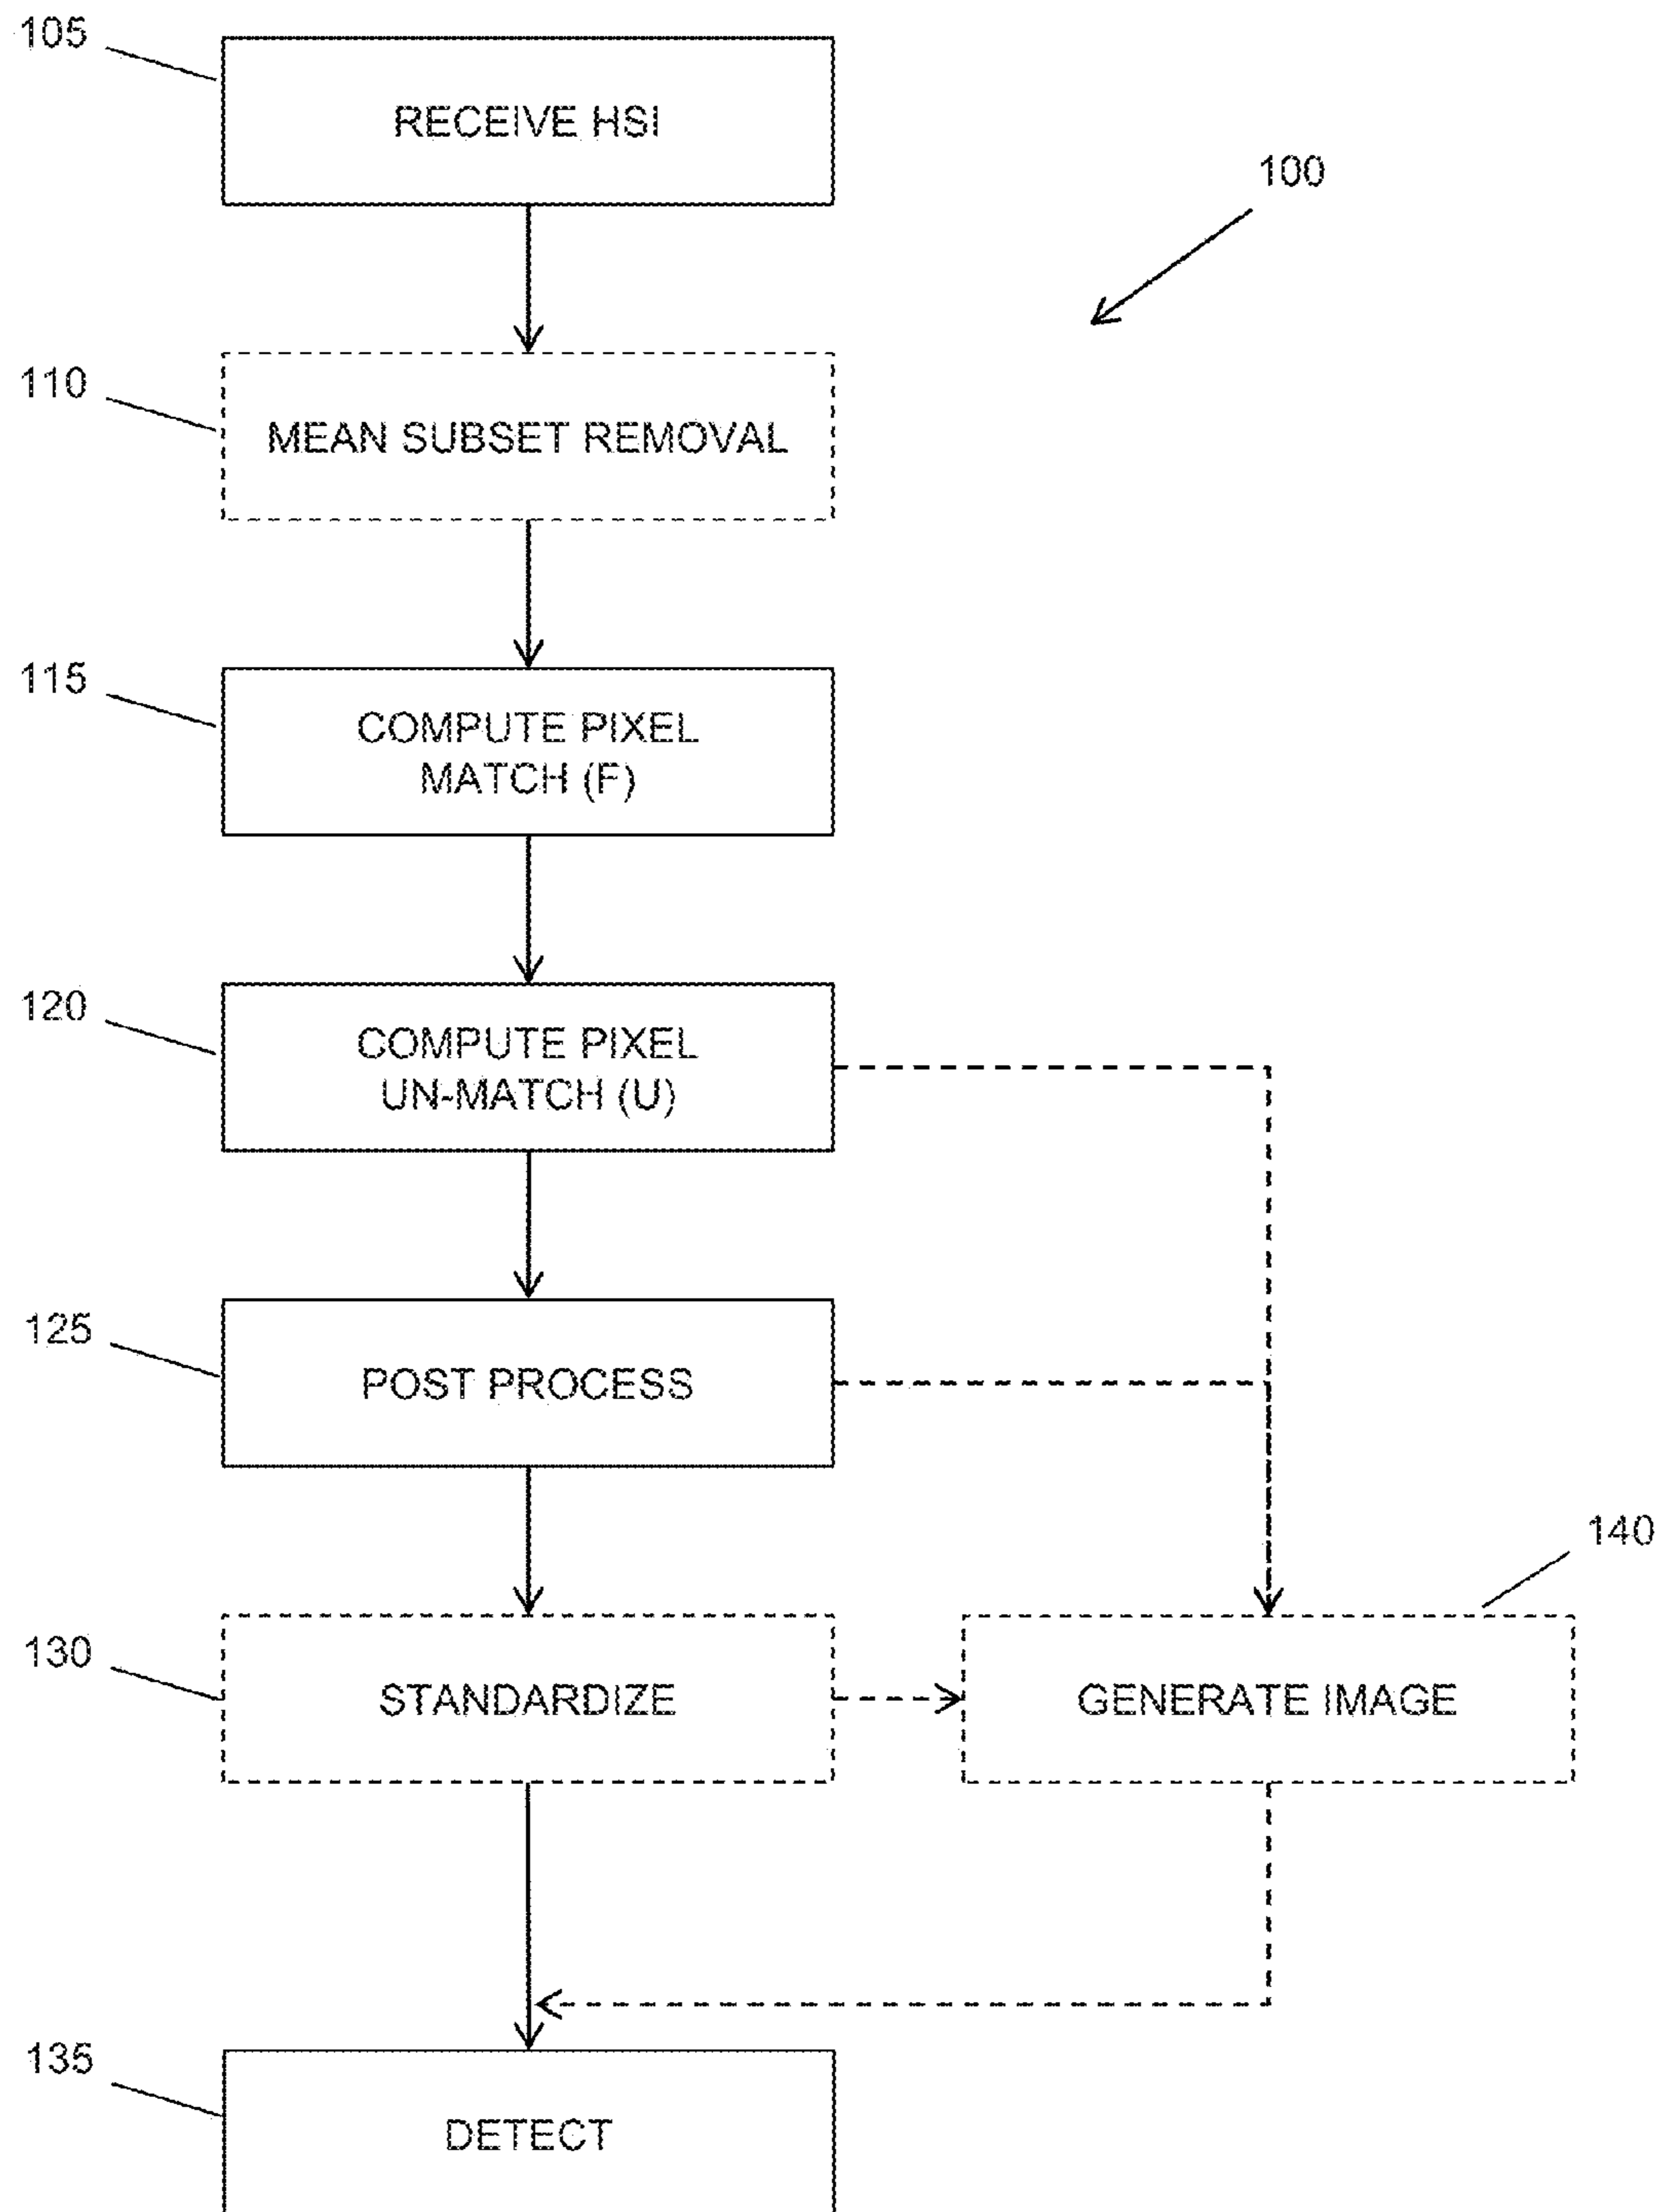 105
RECEIVE HSI
100
110
MEAN SUBSET REMOVAL
115
COMPUTE PIXEL
MATCH (F)
120
COMPUTE PIXEL
UN-MATCH (U)
125
POST PROCESS
140
130
STANDARDIZE
GENERATE IMAGE
135
DETECT